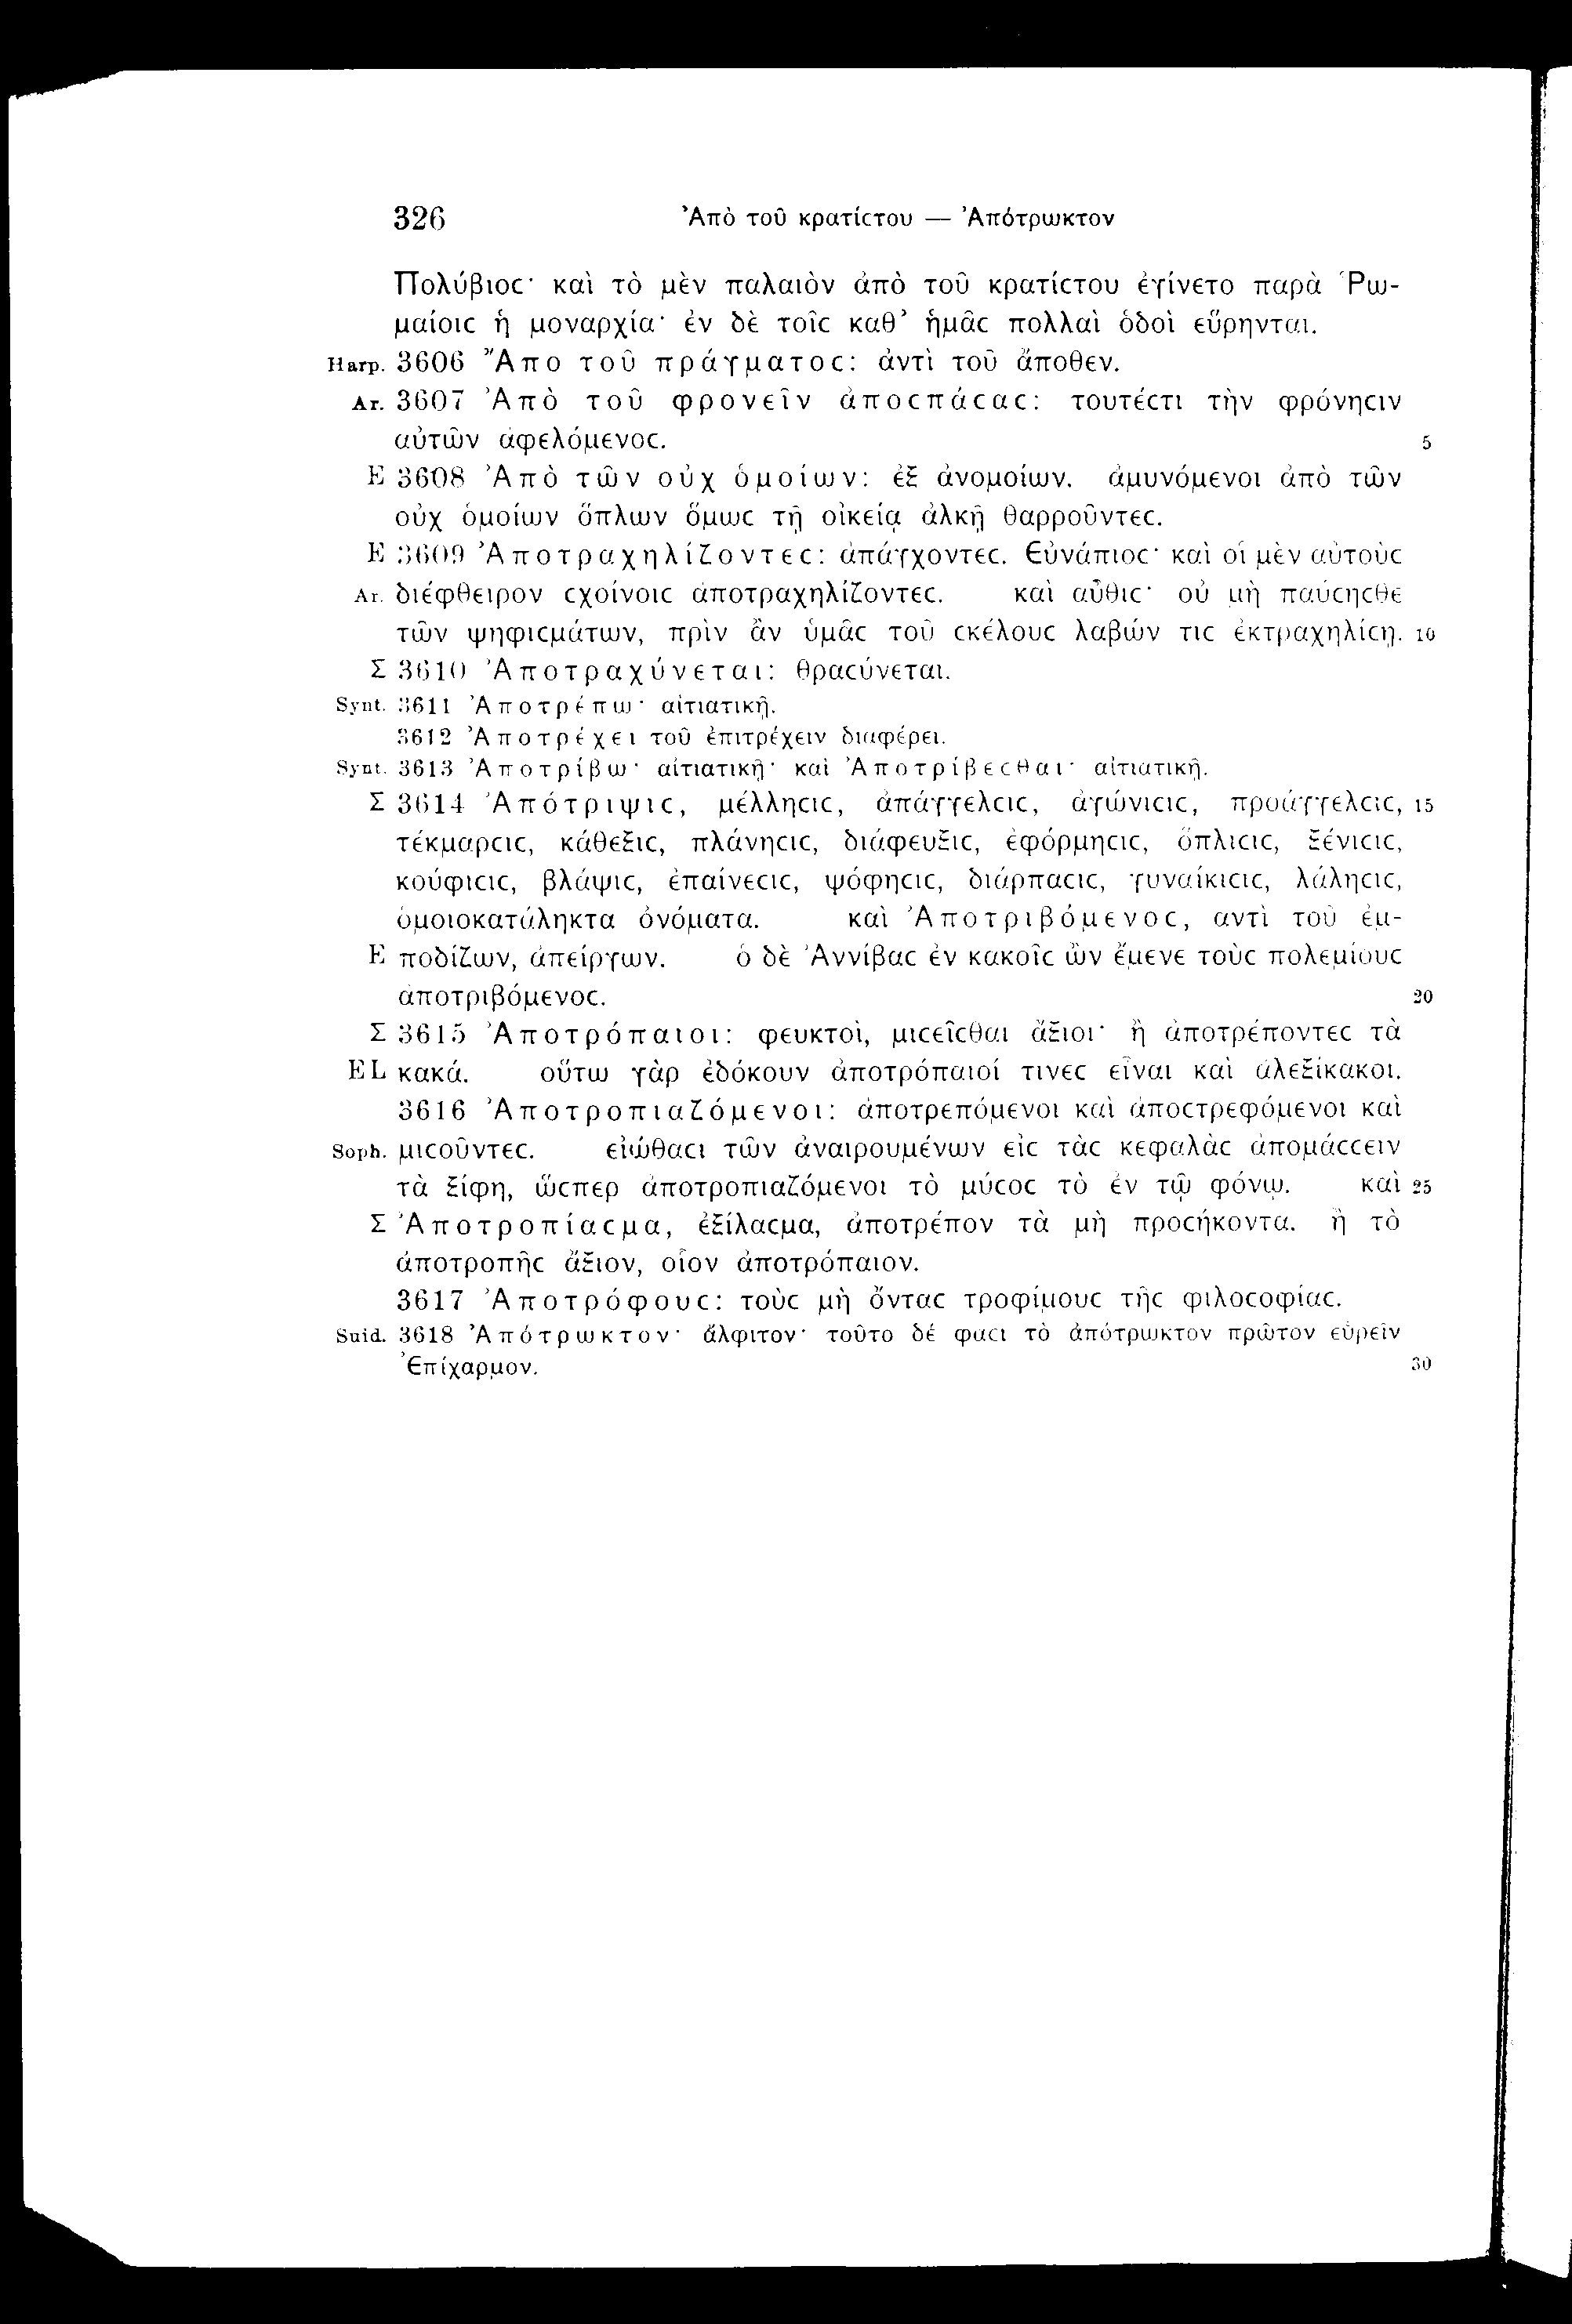 326 Ἀπὸ τοῦ κρατίϲτου — Ἀπότρωκτον
Πολύβιοϲ· καὶ τὸ μὲν παλαιὸν ἀπὸ τοῦ κρατίϲτου ἐγίνετο παρὰ Ῥω-
μαίοιϲ ἡ μοναρχία· ἐν δὲ τοῖϲ καθ’ ἡμᾶϲ πολλαὶ ὁδοὶ εὕρηνται.
Harp. 3606 Ἄπο τοῦ πράγματοϲ: ἀντὶ τοῦ ἄποθεν.
Ar. 3607 Ἀπὸ τοῦ φρονεῖν ἀποϲπάϲαϲ: τουτέϲτι τὴν φρόνηϲιν
αὐτῶν ἀφελόμενοϲ. 5
E 3608 Ἀπὸ τῶν οὐχ ὁμοίων: ἐξ ἀνομοίων. ἀμυνόμενοι ἀπὸ τῶν
οὐχ ὁμοίων ὅπλων ὅμωϲ τῇ οἰκείᾳ ἀλκῇ θαρροῦντεϲ.
E 3609 Ἀποτραχηλίζοντεϲ: ἀπάγχοντεϲ. Εὐνάπιοϲ· καὶ οἱ μὲν αὑτοὺϲ
Ar. διέφθειρον ϲχοίνοιϲ ἀποτραχηλίζοντεϲ. καὶ αὖθιϲ· οὐ μὴ παύϲηϲθε
τῶν ψηφιϲμάτων, πρὶν ἂν ὑμᾶϲ τοῦ ϲκέλουϲ λαβών τιϲ ἐκτραχηλίϲῃ. 10
Σ 3610 Ἀποτραχύνεται: θραϲύνεται.
Synt. 3611 Ἀποτρέπω· αἰτιατικῇ.
3612 Ἀποτρέχει τοῦ ἐπιτρέχειν διαφέρει.
Synt. 3613 Ἀποτρίβω· αἰτιατικῇ· καὶ Ἀποτρίβεϲθαι· αἰτιατικῇ.
Σ 3614 Ἀπότριψιϲ, μέλληϲιϲ, ἀπάγγελϲιϲ, ἀγώνιϲιϲ, προάγγελϲιϲ, 15
τέκμαρϲιϲ, κάθεξιϲ, πλάνηϲιϲ, διάφευξιϲ, ἐφόρμηϲιϲ, ὅπλιϲιϲ, ξένιϲιϲ,
κούφιϲιϲ, βλάψιϲ, ἐπαίνεϲιϲ, ψόφηϲιϲ, διάρπαϲιϲ, γυναίκιϲιϲ, λάληϲιϲ,
ὁμοιοκατάληκτα ὀνόματα. καὶ Ἀποτριβόμενοϲ, ἀντὶ τοῦ ἐμ-
E ποδίζων, ἀπείργων. ὁ δὲ Ἀννίβαϲ ἐν κακοῖϲ ὢν ἔμενε τοὺϲ πολεμίουϲ
ἀποτριβόμενοϲ. 20
Σ 3615 Ἀποτρόπαιοι: φευκτοὶ, μιϲεῖϲθαι ἄξιοι· ἢ ἀποτρέποντεϲ τὰ
EL κακά. οὕτω γὰρ ἐδόκουν ἀποτρόπαιοί τινεϲ εἶναι καὶ ἀλεξίκακοι.
3616 Ἀποτροπιαζόμενοι: ἀποτρεπόμενοι καὶ ἀποϲτρεφόμενοι καὶ
Soph. μιϲοῦντεϲ. εἰώθαϲι τῶν ἀναιρουμένων εἰϲ τὰϲ κεφαλὰϲ ἀπομάϲϲειν
τὰ ξίφη, ὥϲπερ ἀποτροπιαζόμενοι τὸ μύϲοϲ τὸ ἐν τῷ φόνῳ. καὶ 25
Σ Ἀποτροπίαϲμα, ἐξίλαϲμα, ἀποτρέπον τὰ μὴ προϲήκοντα. ἢ τὸ
ἀποτροπῆϲ ἄξιον, οἷον ἀποτρόπαιον.
3617 Ἀποτρόφουϲ: τοὺϲ μὴ ὄνταϲ τροφίμουϲ τῆϲ φιλοϲοφίαϲ.
Suid. 3618 Ἀπότρωκτον· ἄλφιτον· τοῦτο δέ φαϲι τὸ ἀπότρωκτον πρῶτον εὑρεῖν
Ἐπίχαρμον. 30